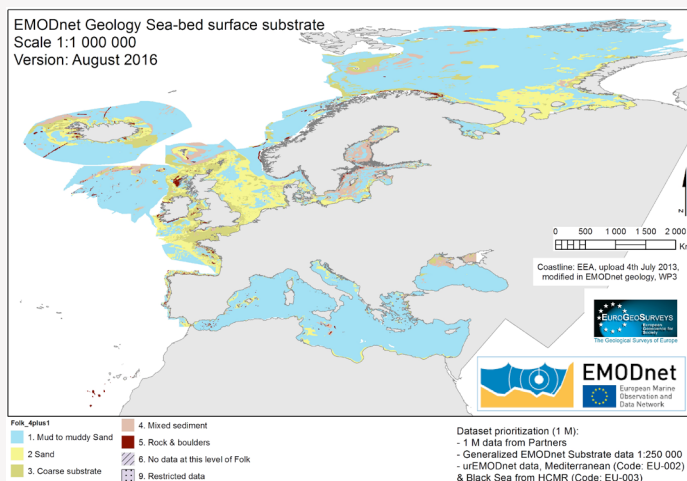 EMODnet Geology Sea-bed surface substrate
Scale 1:1 000 000
Version: August 2016
z
0 500 1 000 1 500 2 000
K
Coastline: EEA, upload 4th July 2013,
modified in EMODnet geology, WP3
EUROGEOSURVEYS
European
Geoscience for
Society
The Geological Surveys of Europe
EMODnet
European Marine
Observation and
Data Network
Folk_4plus1
1. Mud to muddy Sand
2 Sand
3. Coarse substrate
4. Mixed sediment
5. Rock & boulders
6. No data at this level of Folk
9. Restricted data
Dataset prioritization (1 M):
- 1 M data from Partners
- Generalized EMODnet Substrate data 1:250 000
- urEMODnet data, Mediterranean (Code: EU-002)
& Black Sea from HCMR (Code: EU-003)